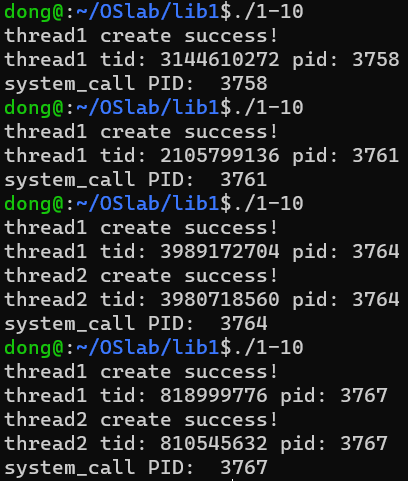 dong@:~/OSlab/lib1$./1-10
thread1 create success!
thread1 tid: 3144610272 pid: 3758
system_call PID:  3758
dong@:~/OSlab/lib1$./1-10
thread1 create success!
thread1 tid: 2105799136 pid: 3761
system_call PID:  3761
dong@:~/OSlab/lib1$./1-10
thread1 create success!
thread1 tid: 3989172704 pid: 3764
thread2 create success!
thread2 tid: 3980718560 pid: 3764
system_call PID:  3764
dong@:~/OSlab/lib1$./1-10
thread1 create success!
thread1 tid: 818999776 pid: 3767
thread2 create success!
thread2 tid: 810545632 pid: 3767
system_call PID:  3767